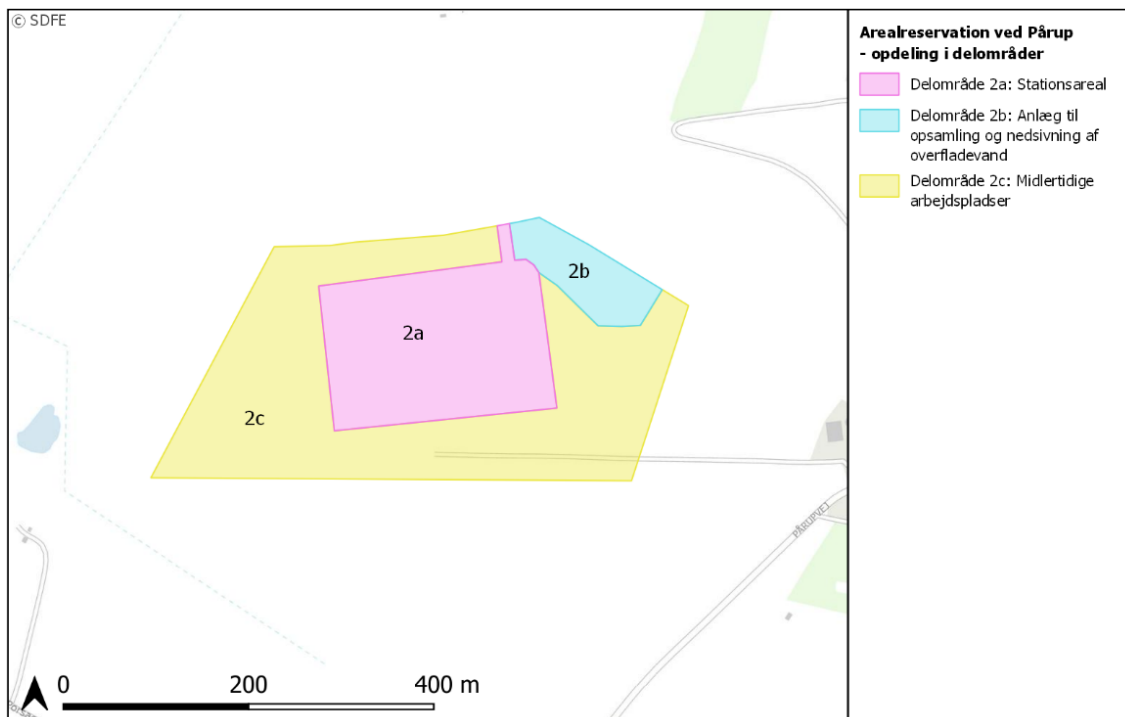 © SDFE
2a
2b
2c
PÅRUPVEJ
0 200 400 m
Arealreservation ved Pårup
- opdeling i delområder
Delområde 2a: Stationsareal
Delområde 2b: Anlæg til
opsamling og nedsivning af
overfladevand
Delområde 2c: Midlertidige
arbejdspladser